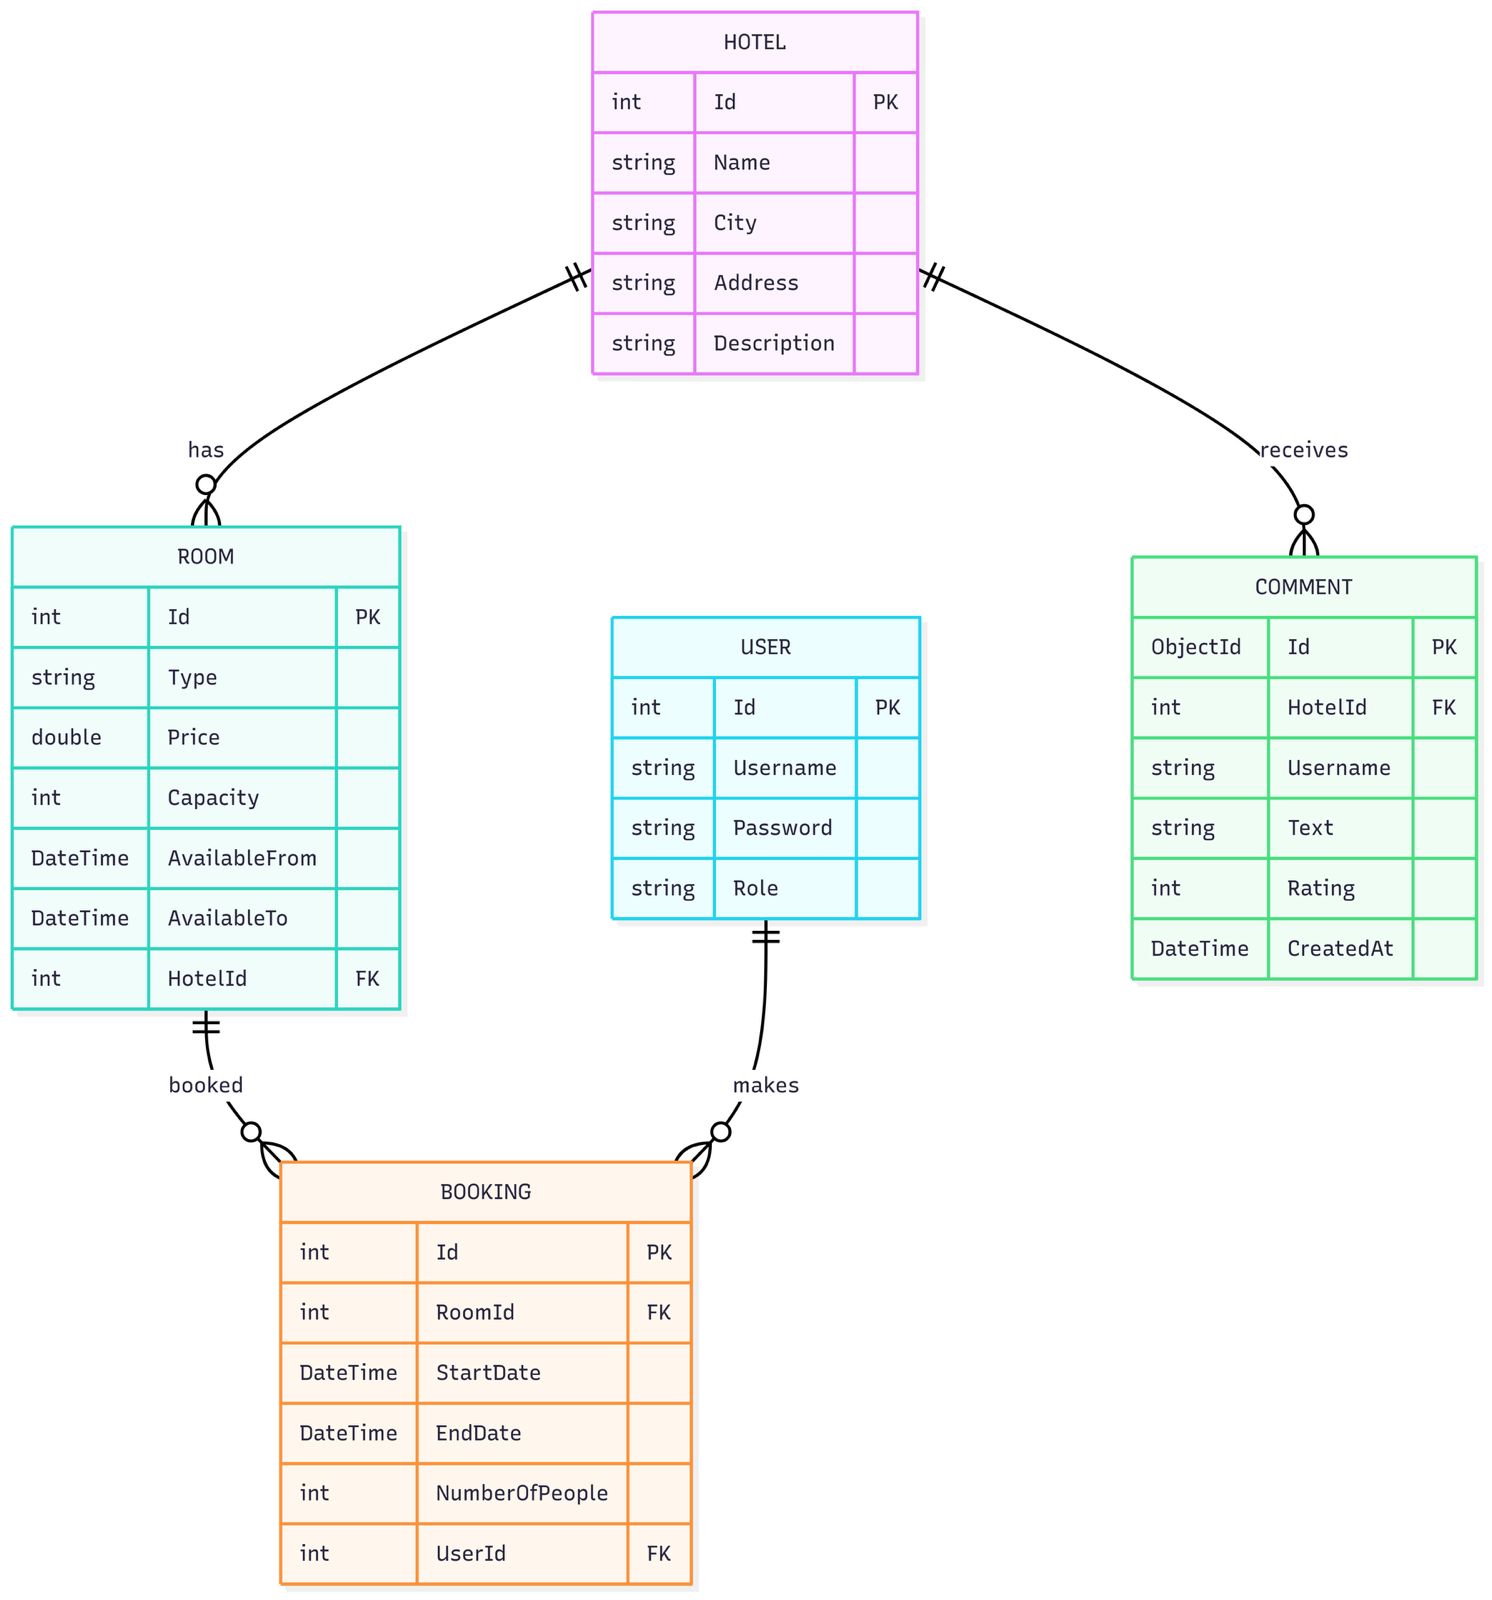 HOTEL
int Id PK
string Name
string City
string Address
string Description
has
receives
ROOM
int Id PK
string Type
double Price
int Capacity
DateTime AvailableFrom
DateTime AvailableTo
int HotelId FK
USER
int Id PK
string Username
string Password
string Role
COMMENT
ObjectId Id PK
int HotelId FK
string Username
string Text
int Rating
DateTime CreatedAt
booked
makes
BOOKING
int Id PK
int RoomId FK
DateTime StartDate
DateTime EndDate
int NumberOfPeople
int UserId FK